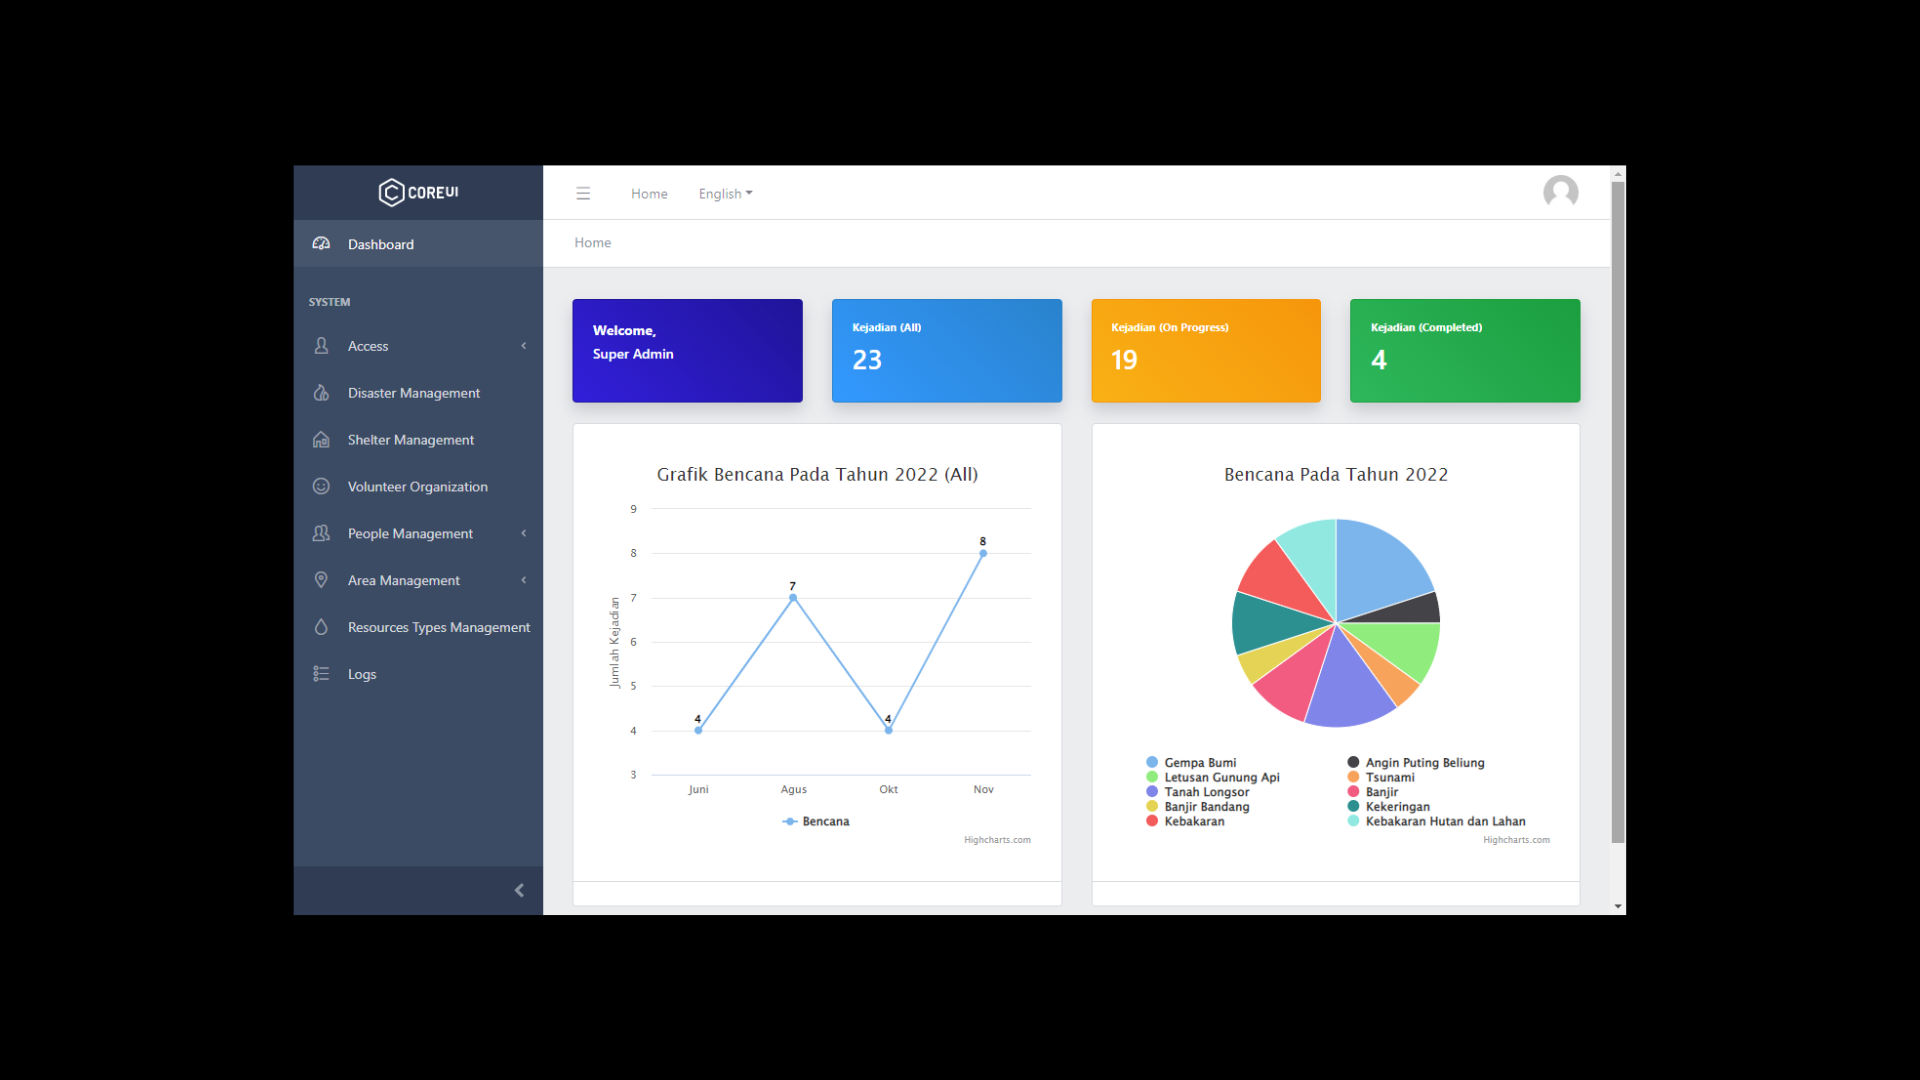 COREUI
Home
English
Dashboard
Home
SYSTEM
Access
Disaster Management
Shelter Management
Volunteer Organization
People Management
Area Management
Resources Types Management
Logs
Welcome,
Super Admin
Kejadian (All)
23
Kejadian (On Progress)
19
Kejadian (Completed)
4
Grafik Bencana Pada Tahun 2022 (All)
Jumlah Kejadian
9
8
7
6
5
4
3
4
7
4
8
Juni
Agus
Okt
Nov
Bencana
Highcharts.com
Bencana Pada Tahun 2022
Gempa Bumi
Angin Puting Beliung
Letusan Gunung Api
Tsunami
Tanah Longsor
Banjir
Banjir Bandang
Kekeringan
Kebakaran
Kebakaran Hutan dan Lahan
Highcharts.com